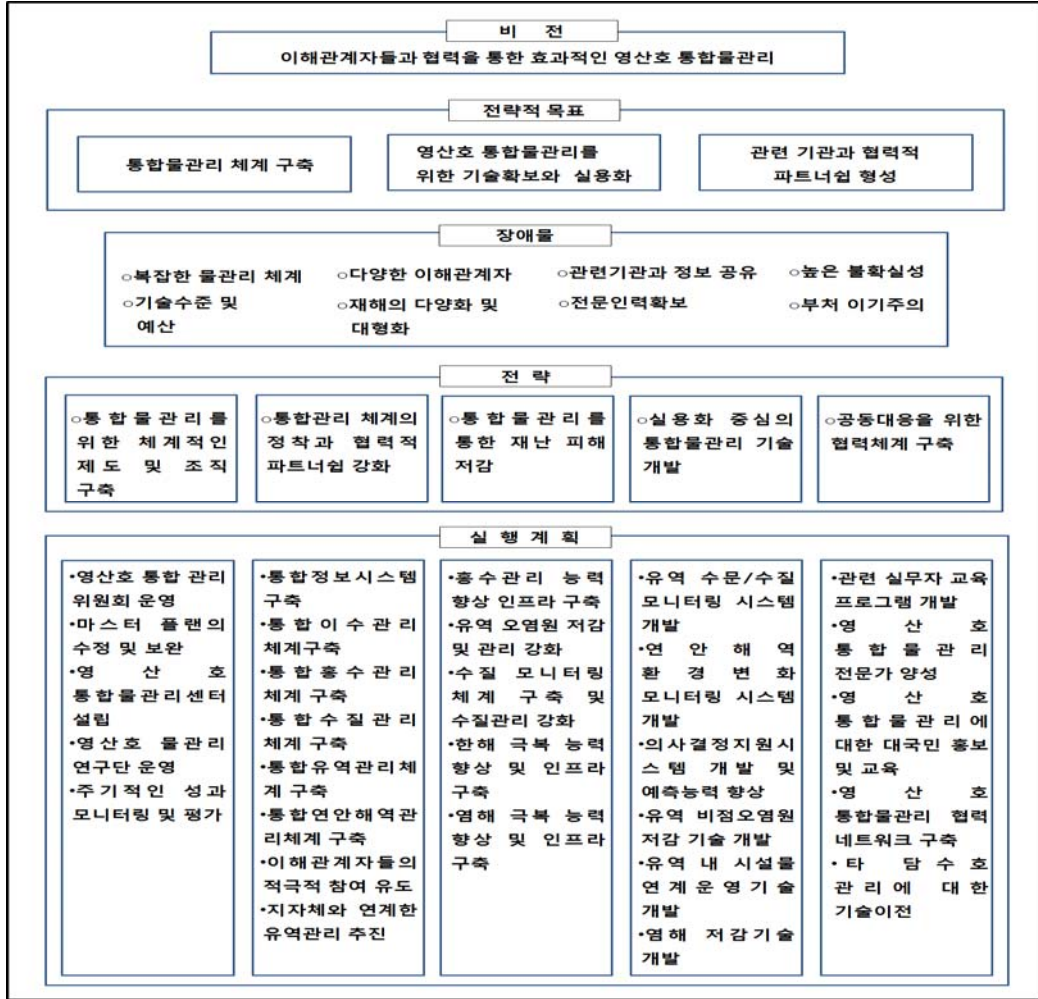 비 전
이해관계자들과 협력을 통한 효과적인 영산호 통합물관리
전략적 목표
통합물관리 체계 구축
영산호 통합물관리를
위한 기술확보와 실용화
관련 기관과 협력적
파트너쉽 형성
장애물
○복잡한 물관리 체계
○다양한 이해관계자
○관련기관과 정보 공유
○높은 불확실성
○기술수준 및
예산
○재해의 다양화 및
대형화
○전문인력확보
○부처 이기주의
전 략
○통합물관리를
위한 체계적인
제도 및 조직
구축
○통합관리 체계의
정착과 협력적
파트너쉽 강화
○통합물관리를
통한 재난 피해
저감
○실용화 중심의
통합물관리 기술
개발
○공동대응을 위한
협력체계 구축
실 행 계 획
•영산호 통합 관리
위원회 운영
•마스터 플랜의
수정 및 보완
•영 산 호
통합물관리센터
설립
•영산호 물관리
연구단 운영
•주기적인 성과
모니터링 및 평가
•통합정보시스템
구축
•통합이수관리
체계구축
•통합홍수관리
체계 구축
•통합수질관리
체계 구축
•통합유역관리체
계 구축
•통합연안해역관
리체계 구축
•이해관계자들의
적극적 참여 유도
•지자체와 연계한
유역관리 추진
•홍수관리 능력
향상 인프라 구축
•유역 오염원 저감
및 관리 강화
•수질 모니터링
체계 구축 및
수질관리 강화
•한해 극복 능력
향상 및 인프라
구축
•염해 극복 능력
향상 및 인프라
구축
•유역 수문/수질
모니터링 시스템
개발
•연안해역
환경변화
모니터링 시스템
개발
•의사결정지원시
스템 개발 및
예측능력 향상
•유역 비점오염원
저감 기술 개발
•유역 내 시설물
연계운영기술
개발
•염해 저감기술
개발
•관련 실무자 교육
프로그램 개발
•영 산 호
통합물관리
전문가 양성
•영 산 호
통합물관리에
대한 대국민 홍보
및 교육
•영 산 호
통합물관리 협력
네트워크 구축
•타 담수호
관리에 대한
기술이전